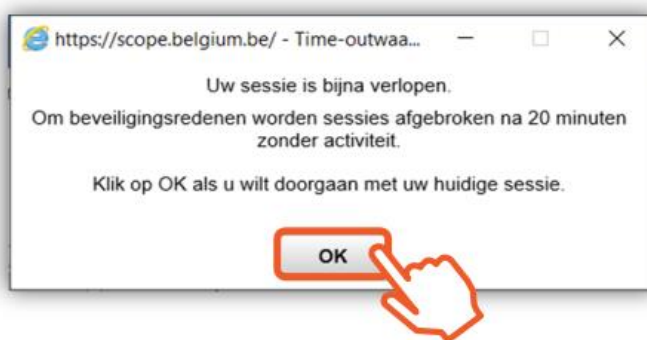 https://scope.belgium.be/ - Time-outwaa...
Uw sessie is bijna verlopen.
Om beveiligingsredenen worden sessies afgebroken na 20 minuten
zonder activiteit.
Klik op OK als u wilt doorgaan met uw huidige sessie.
OK